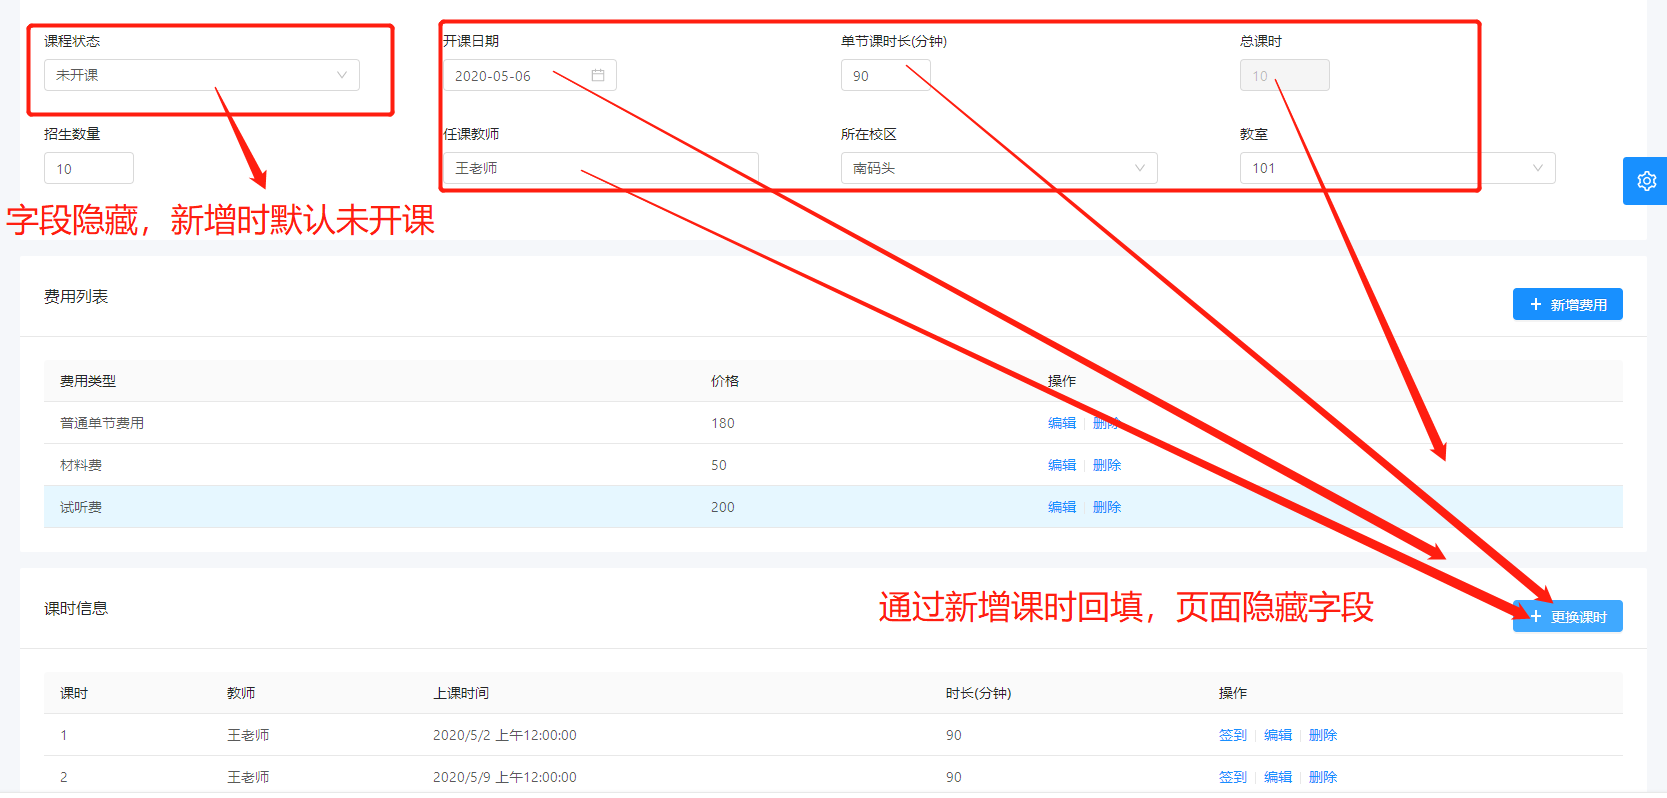 课程状态 开课日期 单节课时长(分钟) 总课时
未开课 2020-05-06 90 10
招生数量 任课教师 所在校区 教室
10 王老师 南码头 101
字段隐藏，新增时默认未开课
费用列表
+ 新增费用
费用类型 价格 操作
普通单节费用 180 编辑 删除
材料费 50 编辑 删除
试听费 200 编辑 删除
课时信息
通过新增课时回填，页面隐藏字段
+ 更换课时
课时 教师 上课时间 时长(分钟) 操作
1 王老师 2020/5/2 上午12:00:00 90 签到 编辑 删除
2 王老师 2020/5/9 上午12:00:00 90 签到 编辑 删除